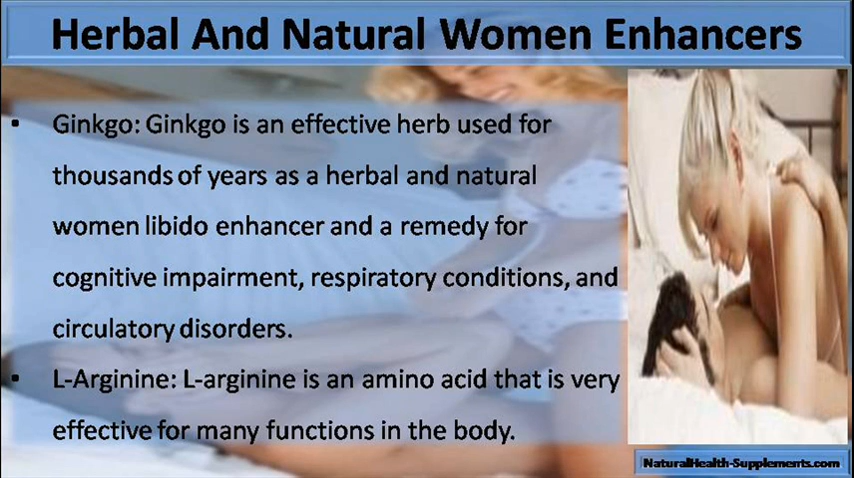 Herbal And Natural Women Enhancers
▪ Ginkgo: Ginkgo is an effective herb used for
thousands of years as a herbal and natural
women libido enhancer and a remedy for
cognitive impairment, respiratory conditions, and
circulatory disorders.
▪ L-Arginine: L-arginine is an amino acid that is very
effective for many functions in the body.
NaturalHealth-Supplements.com